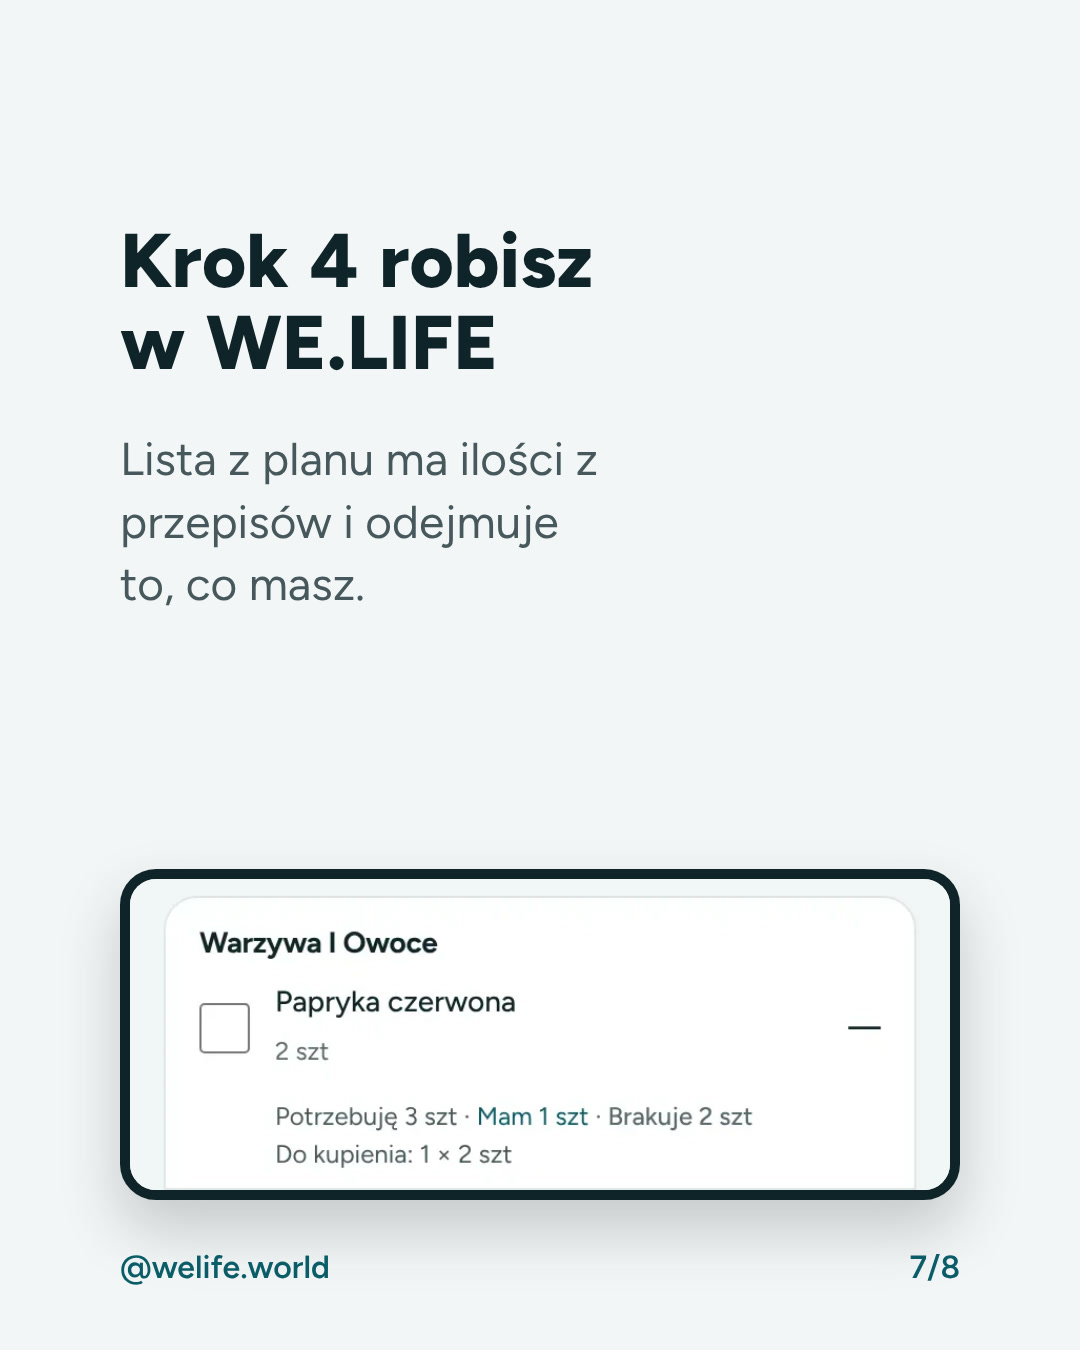 Krok 4 robisz
w WE.LIFE
Lista z planu ma ilości z
przepisów i odejmuje
to, co masz.
Warzywa I Owoce
Papryka czerwona
2 szt
Potrzebuję 3 szt · Mam 1 szt · Brakuje 2 szt
Do kupienia: 1 × 2 szt
@welife.world
7/8